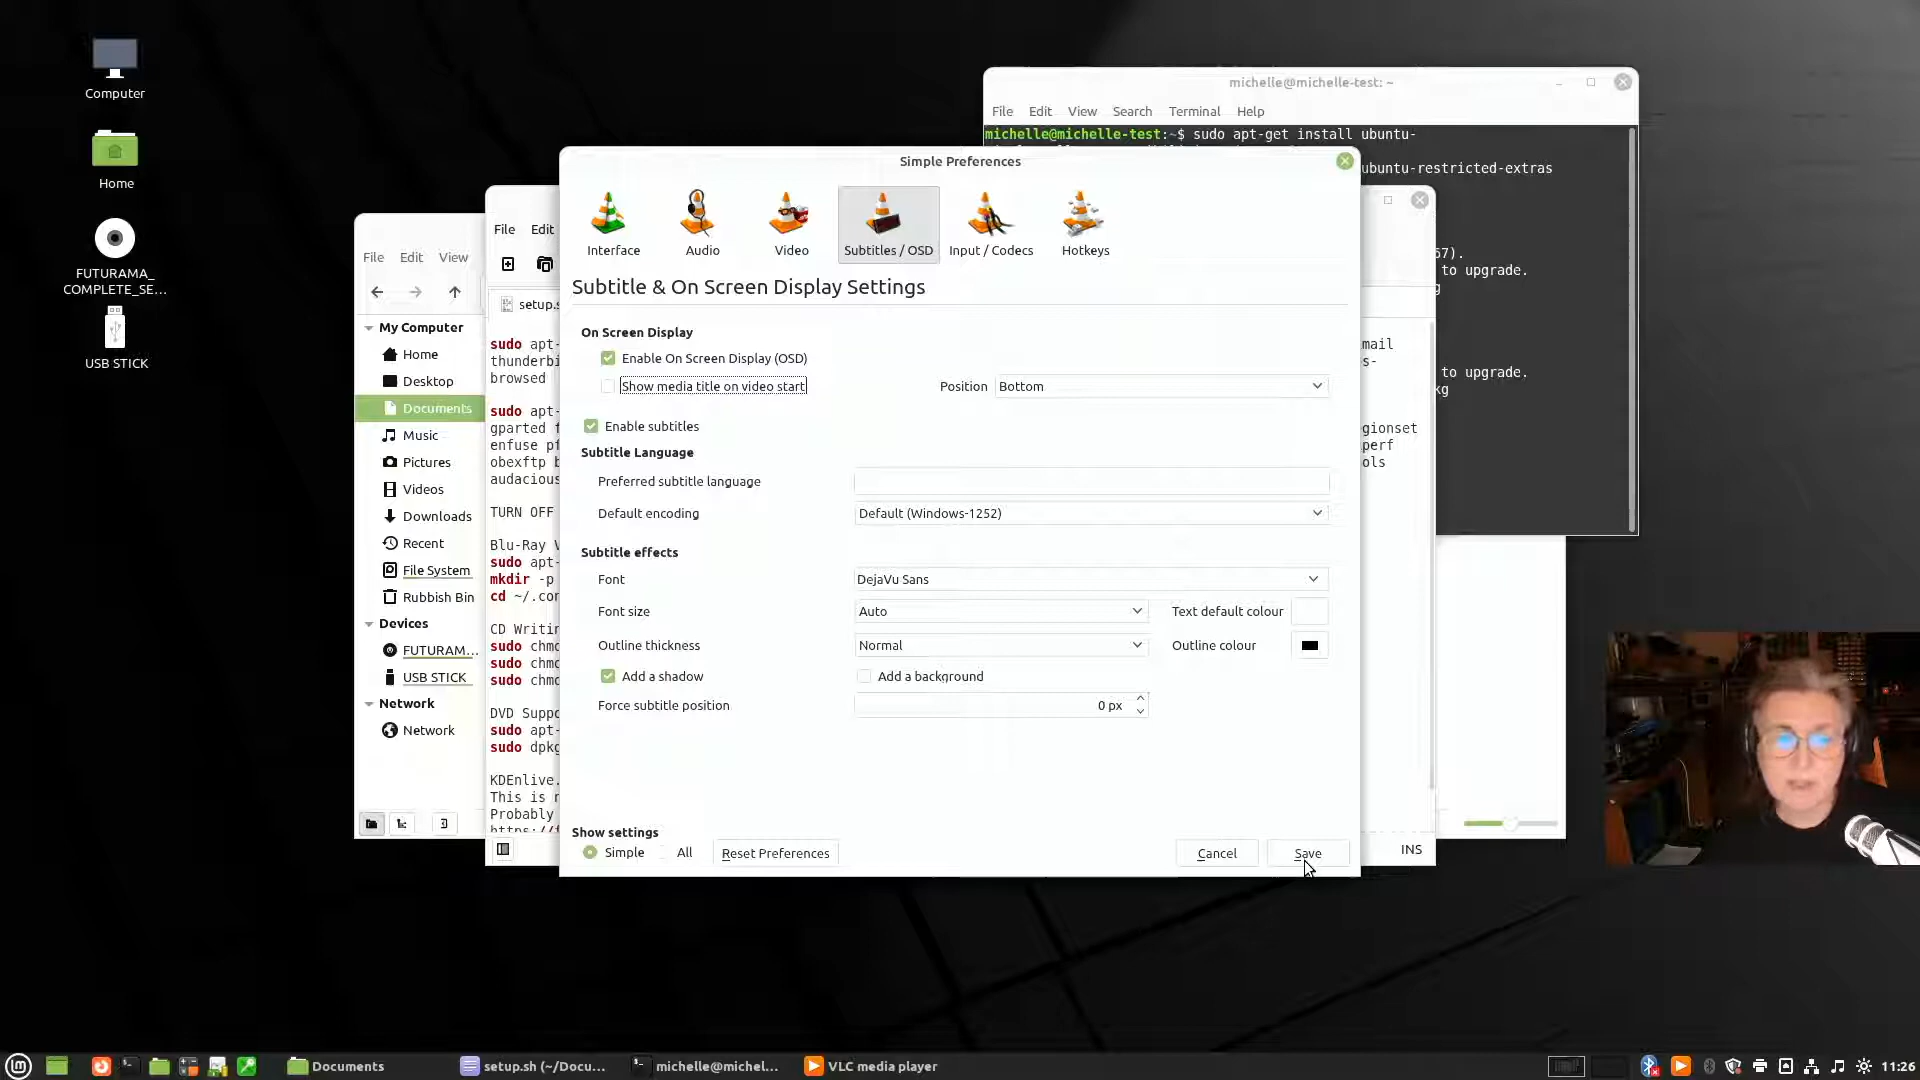 Computer
Home
FUTURAMA_
COMPLETE_SE...
USB STICK
michelle@michelle-test: ~
File Edit View Search Terminal Help
michelle@michelle-test:~$ sudo apt-get install ubuntu-
ubuntu-restricted-extras
67).
to upgrade.
to upgrade.
kg
File Edit View
My Computer
Home
Desktop
Documents
Music
Pictures
Videos
Downloads
Recent
File System
Rubbish Bin
Devices
FUTURAM...
USB STICK
Network
Network
File Edit
setup.s
sudo apt-
mail
thunderbi
s-
browsed
sudo apt-
gparted f
egionset
enfuse pf
perf
obexftp b
ols
audacious
TURN OFF
Blu-Ray V
sudo apt-
mkdir -p
cd ~/.con
CD Writin
sudo chmo
sudo chmo
sudo chmo
DVD Suppo
sudo apt-
sudo dpkg
KDEnlive.
This is n
Probably
INS
Simple Preferences
Interface Audio Video Subtitles / OSD Input / Codecs Hotkeys
Subtitle & On Screen Display Settings
On Screen Display
Enable On Screen Display (OSD)
Show media title on video start Position Bottom
Enable subtitles
Subtitle Language
Preferred subtitle language
Default encoding Default (Windows-1252)
Subtitle effects
Font DejaVu Sans
Font size Auto Text default colour
Outline thickness Normal Outline colour
Add a shadow Add a background
Force subtitle position 0 px
Show settings
Simple All Reset Preferences Cancel Save
Documents setup.sh (~/Docu... michelle@michel... VLC media player 11:26